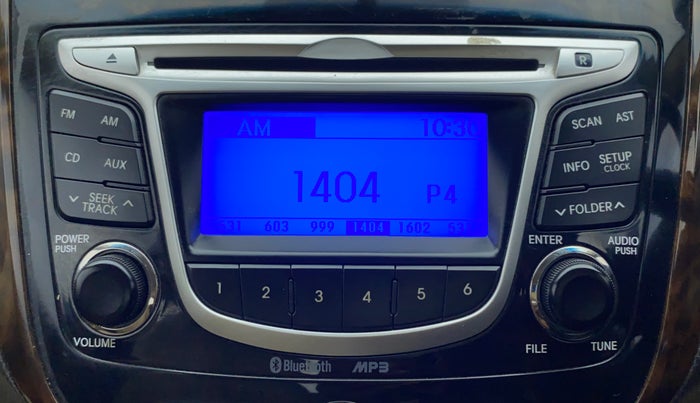 R
FM AM
SCAN AST
AM 10:30
CD AUX
INFO SETUP
CLOCK
1404 P4
SEEK
TRACK
FOLDER
531 603 999 1404 1602
POWER
PUSH
ENTER AUDIO
PUSH
1 2 3 4 5 6
VOLUME
FILE TUNE
Bluetooth MP3